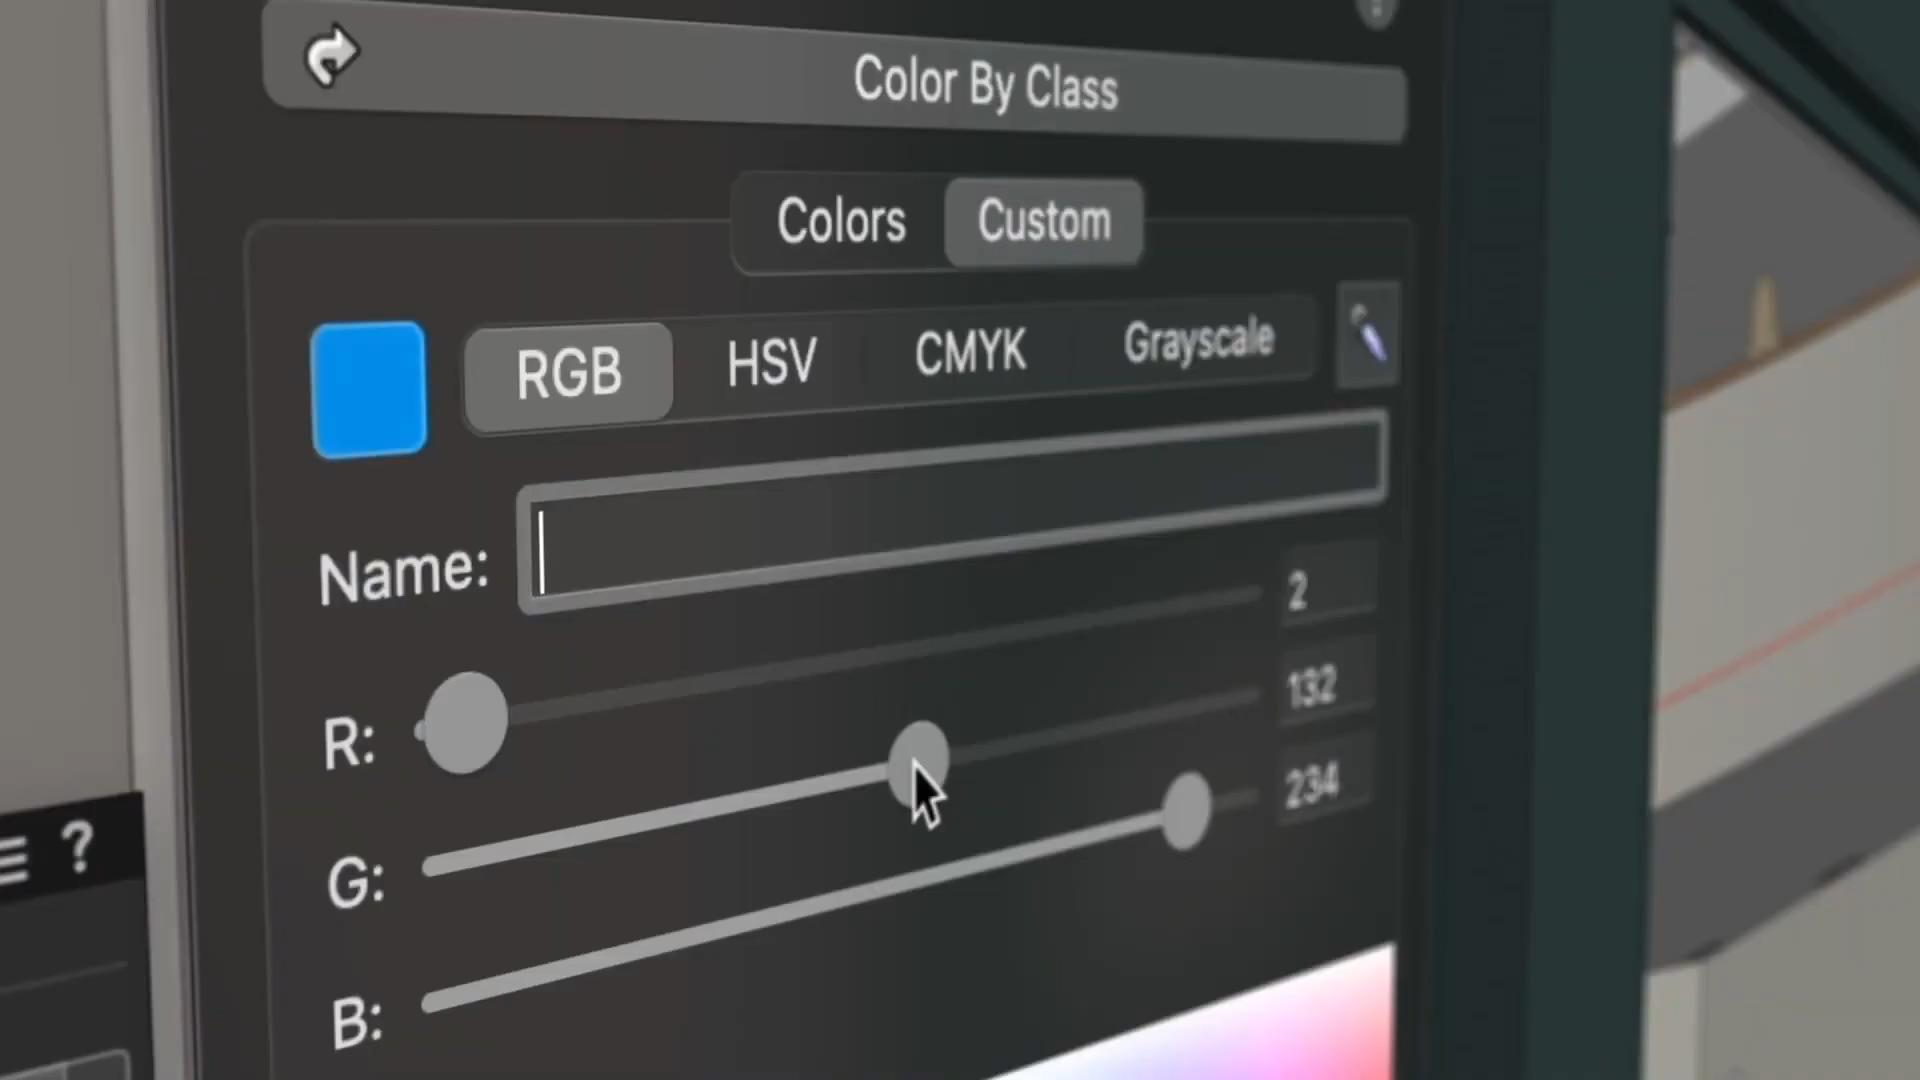 Color By Class
Colors Custom
RGB HSV CMYK Grayscale
Name:
R: 2
G: 132
B: 234
?